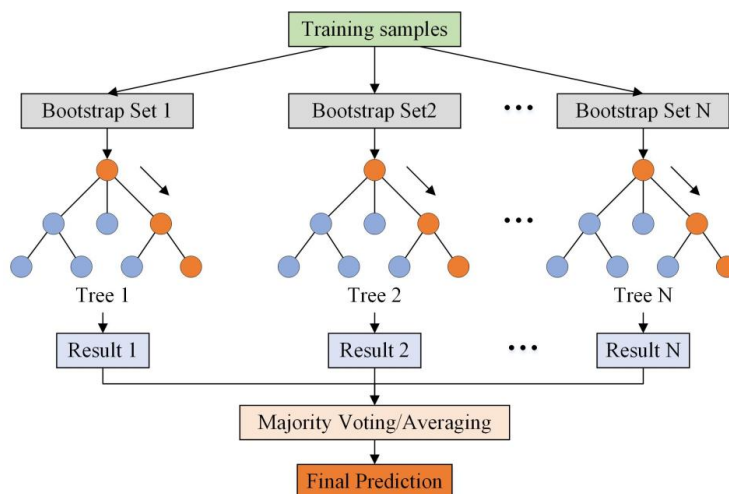 Training samples
Bootstrap Set 1
Bootstrap Set2
Bootstrap Set N
Tree 1
Tree 2
Tree N
Result 1
Result 2
Result N
Majority Voting/Averaging
Final Prediction